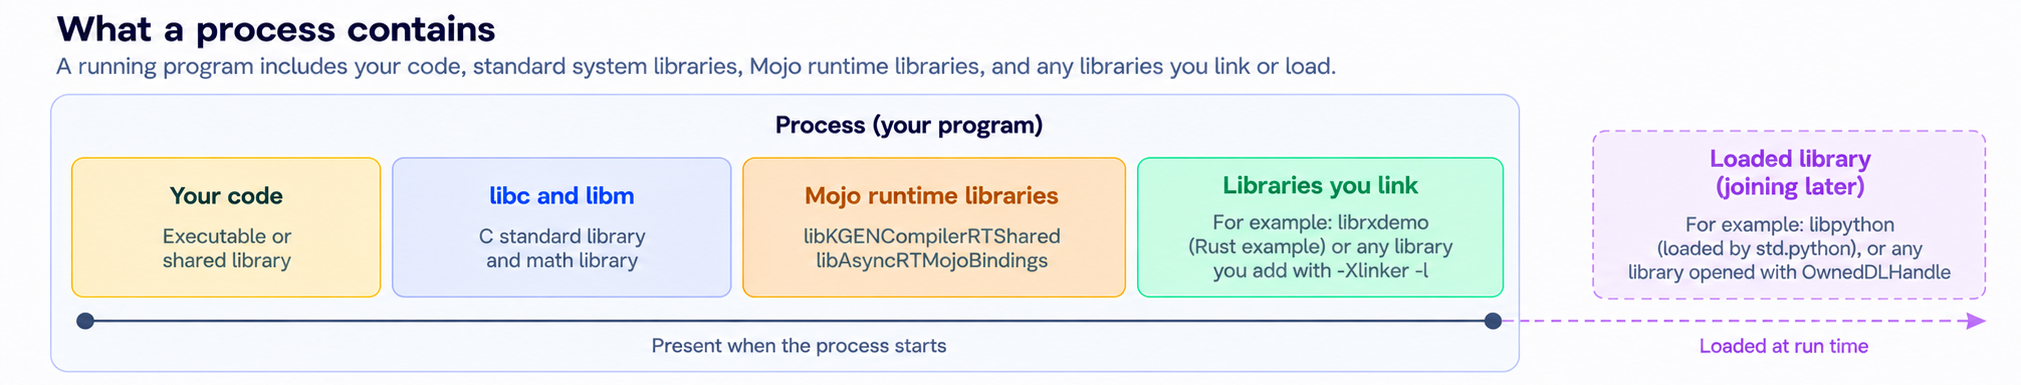 What a process contains
A running program includes your code, standard system libraries, Mojo runtime libraries, and any libraries you link or load.
Process (your program)
Your code
Executable or
shared library
libc and libm
C standard library
and math library
Mojo runtime libraries
libKGENCompilerRTShared
libAsyncRTMojoBindings
Libraries you link
For example: librxdemo
(Rust example) or any library
you add with -Xlinker -l
Present when the process starts
Loaded library
(joining later)
For example: libpython
(loaded by std.python), or any
library opened with OwnedDLHandle
Loaded at run time